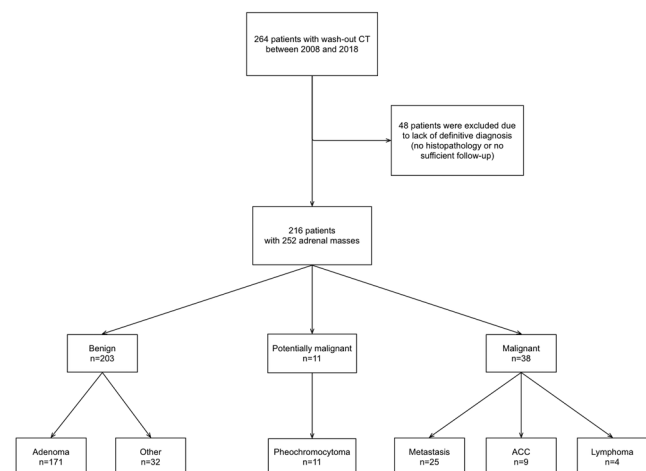 264 patients with wash-out CT
between 2008 and 2018
48 patients were excluded due
to lack of definitive diagnosis
(no histopathology or no
sufficient follow-up)
216 patients
with 252 adrenal masses
Benign
n=203
Potentially malignant
n=11
Malignant
n=38
Adenoma
n=171
Other
n=32
Pheochromocytoma
n=11
Metastasis
n=25
ACC
n=9
Lymphoma
n=4